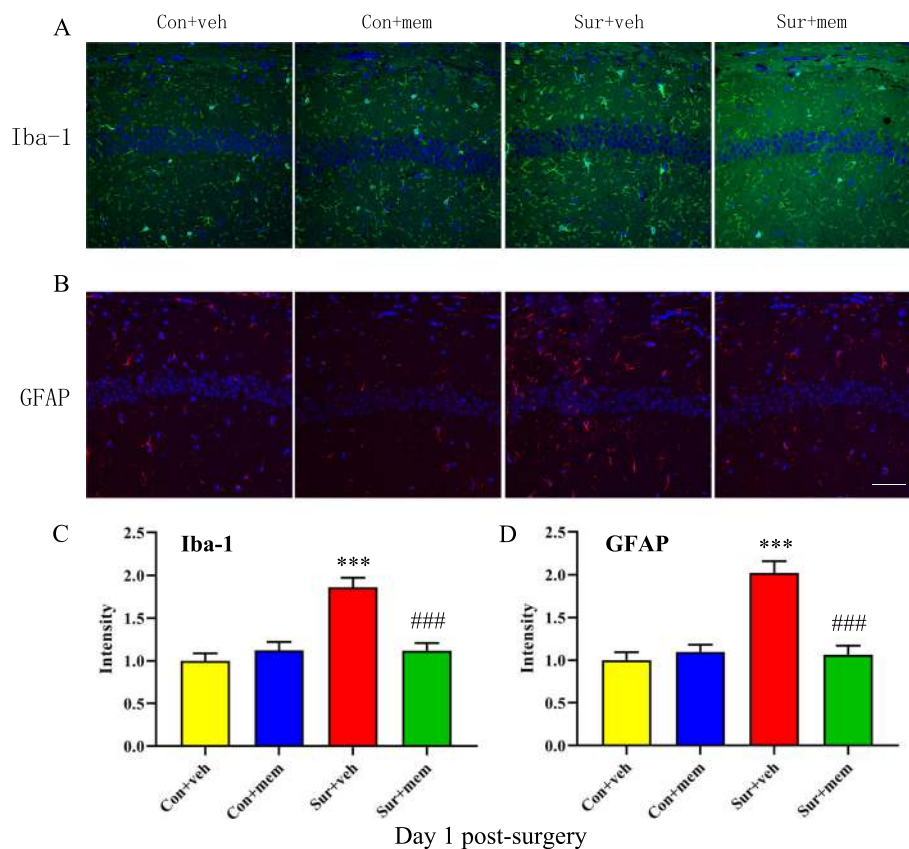 A
Con+veh Con+mem Sur+veh Sur+mem
Iba-1
B
GFAP
C
Iba-1
***
###
Intensity
2.5
2.0
1.5
1.0
0.5
0.0
Con+veh
Con+mem
Sur+veh
Sur+mem
D
GFAP
***
###
Intensity
2.5
2.0
1.5
1.0
0.5
0.0
Con+veh
Con+mem
Sur+veh
Sur+mem
Day 1 post-surgery